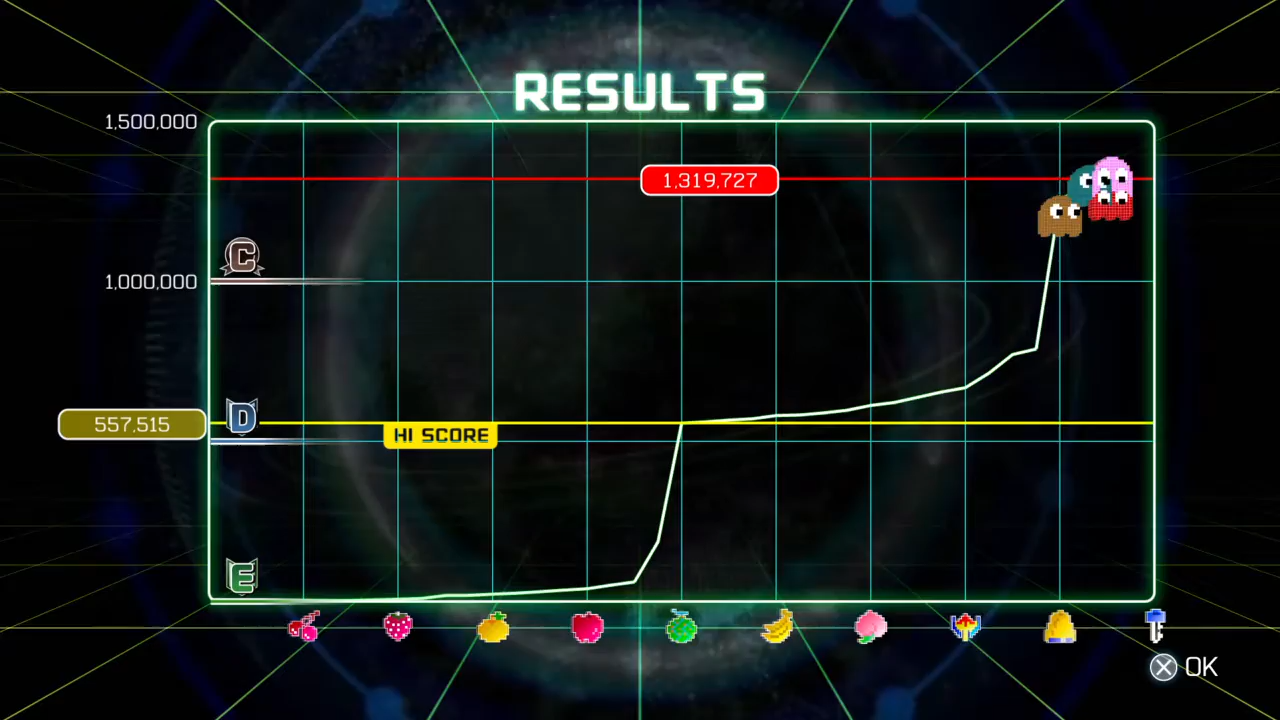 RESULTS
1,500,000
1,319,727
C
1,000,000
D
557,515
HI SCORE
E
OK